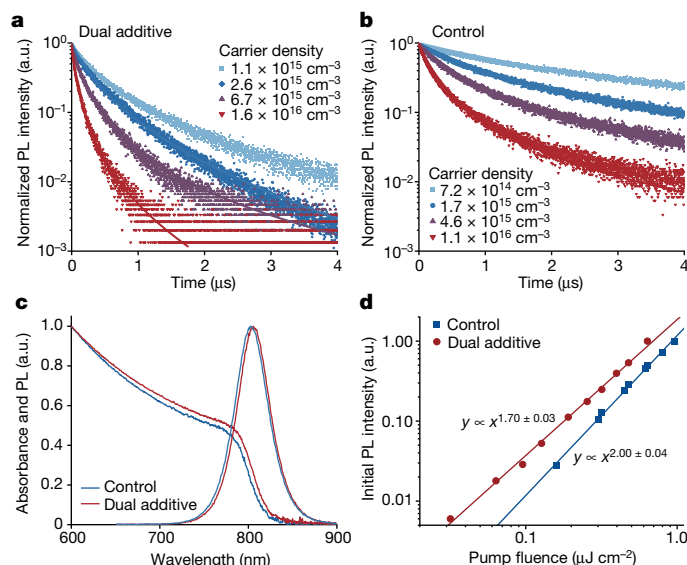 a Dual additive
Normalized PL intensity (a.u.)
10⁰
10⁻¹
10⁻²
10⁻³
Carrier density
1.1 × 10¹⁵ cm⁻³
2.6 × 10¹⁵ cm⁻³
6.7 × 10¹⁵ cm⁻³
1.6 × 10¹⁶ cm⁻³
0 1 2 3 4
Time (μs)
b Control
Normalized PL intensity (a.u.)
10⁰
10⁻¹
10⁻²
10⁻³
Carrier density
7.2 × 10¹⁴ cm⁻³
1.7 × 10¹⁵ cm⁻³
4.6 × 10¹⁵ cm⁻³
1.1 × 10¹⁶ cm⁻³
0 1 2 3 4
Time (μs)
c
Absorbance and PL (a.u.)
1.0
0.8
0.6
0.4
0.2
0
Control
Dual additive
600 700 800 900
Wavelength (nm)
d
Initial PL intensity (a.u.)
1.00
0.10
0.01
Control
Dual additive
y ∝ x¹·⁷⁰ ± ⁰·⁰³
y ∝ x²·⁰⁰ ± ⁰·⁰⁴
0.1 1.0
Pump fluence (μJ cm⁻²)